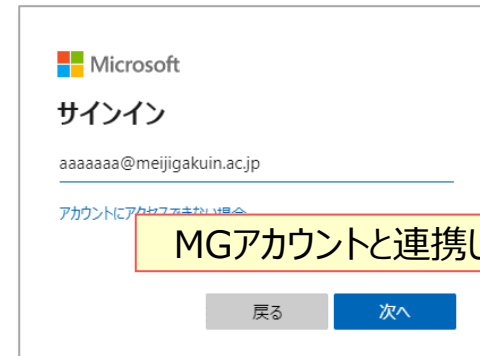 Microsoft
サインイン
aaaaaaa@meijigakuin.ac.jp
アカウントにアクセスできない場合
MGアカウントと連携し
戻る
次へ